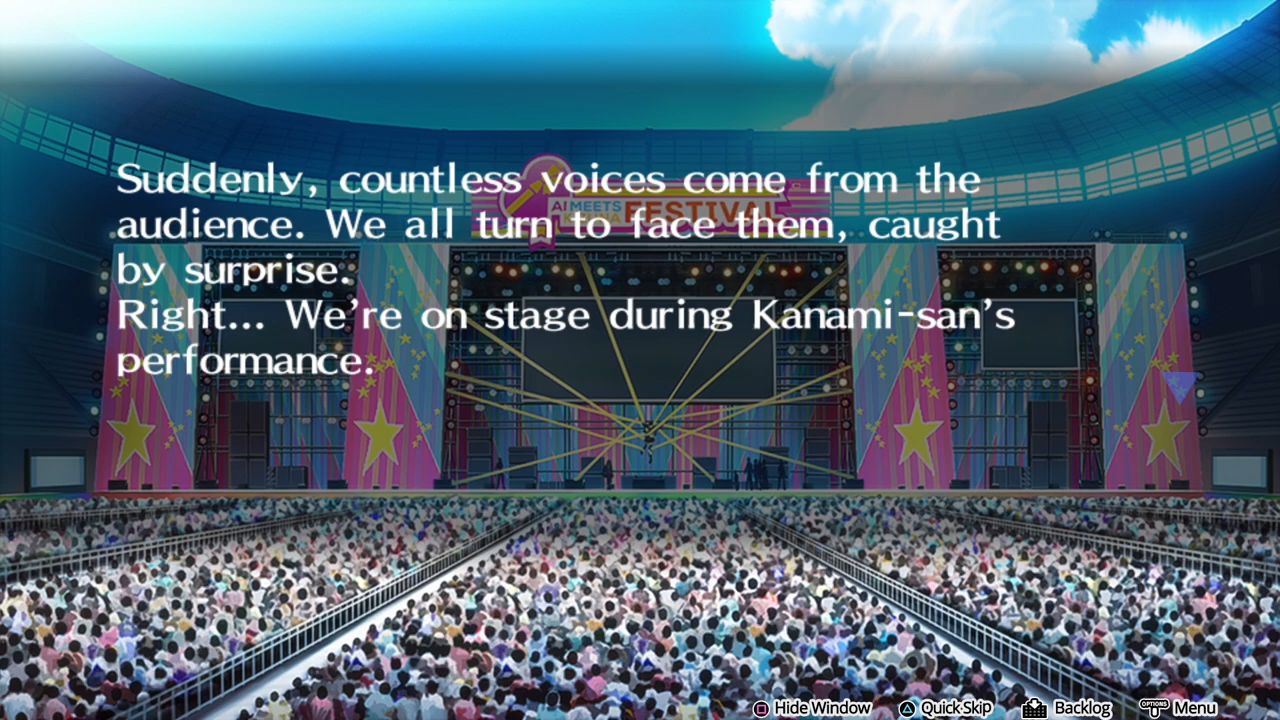 Suddenly, countless voices come from the
audience. We all turn to face them, caught
by surprise.
Right... We're on stage during Kanami-san's
performance.
AI MEETS
FESTIVAL
Hide Window
Quick Skip
Backlog
OPTIONS
Menu